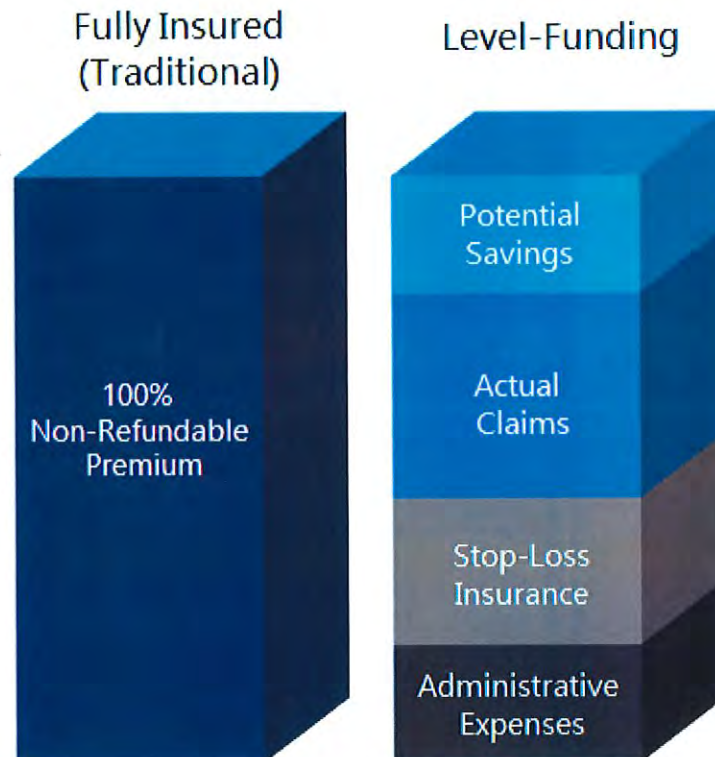 Fully Insured
(Traditional)
Level-Funding
100%
Non-Refundable
Premium
Potential
Savings
Actual
Claims
Stop-Loss
Insurance
Administrative
Expenses